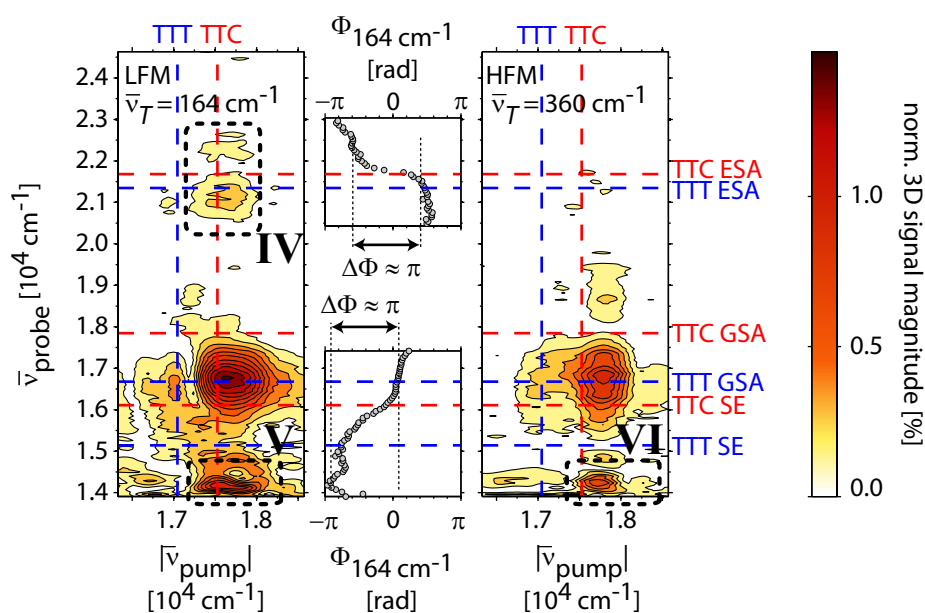 TTT TTC
Φ164 cm-1
[rad]
TTT TTC
−π 0 π
LFM
ν̅T = 164 cm-1
HFM
ν̅T = 360 cm-1
2.4
2.3
2.2
2.1
2.0
1.9
1.8
1.7
1.6
1.5
1.4
ν̅probe [10⁴ cm-1]
IV
V
VI
ΔΦ ≈ π
ΔΦ ≈ π
TTC ESA
TTT ESA
TTC GSA
TTT GSA
TTC SE
TTT SE
1.7 1.8
−π 0 π
1.7 1.8
|ν̅pump|
[10⁴ cm-1]
Φ164 cm-1
[rad]
|ν̅pump|
[10⁴ cm-1]
1.0
0.5
0.0
norm. 3D signal magnitude [%]